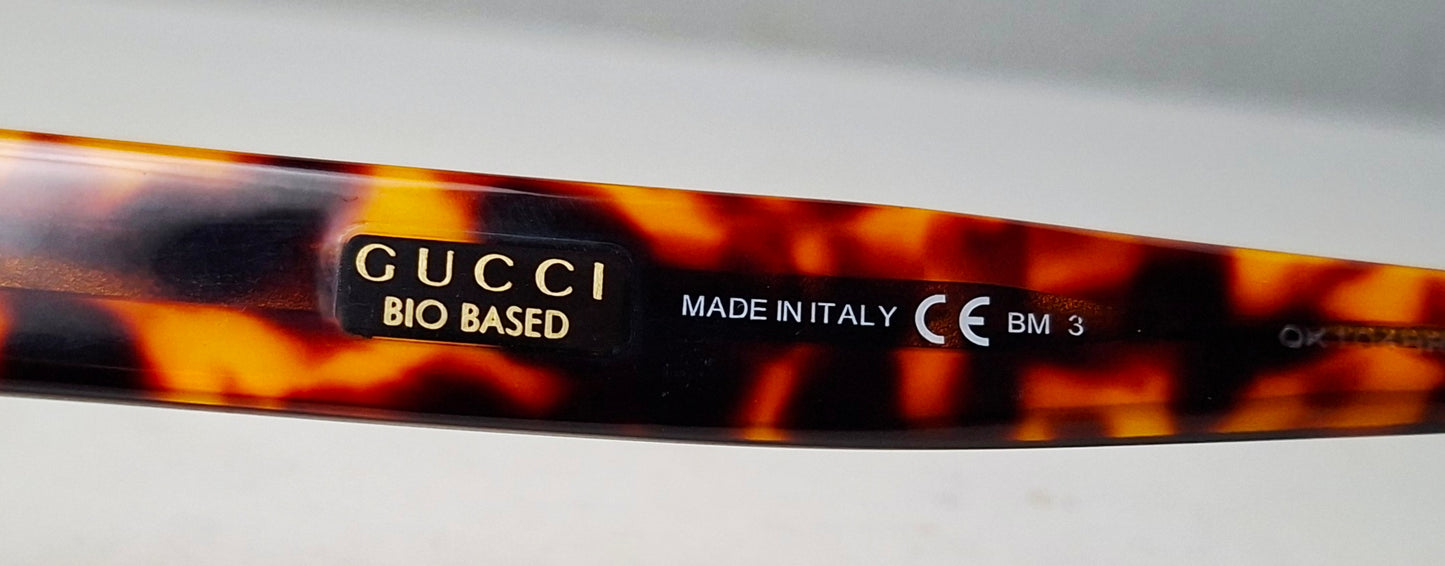 GUCCI
BIO BASED
MADE IN ITALY CE BM 3